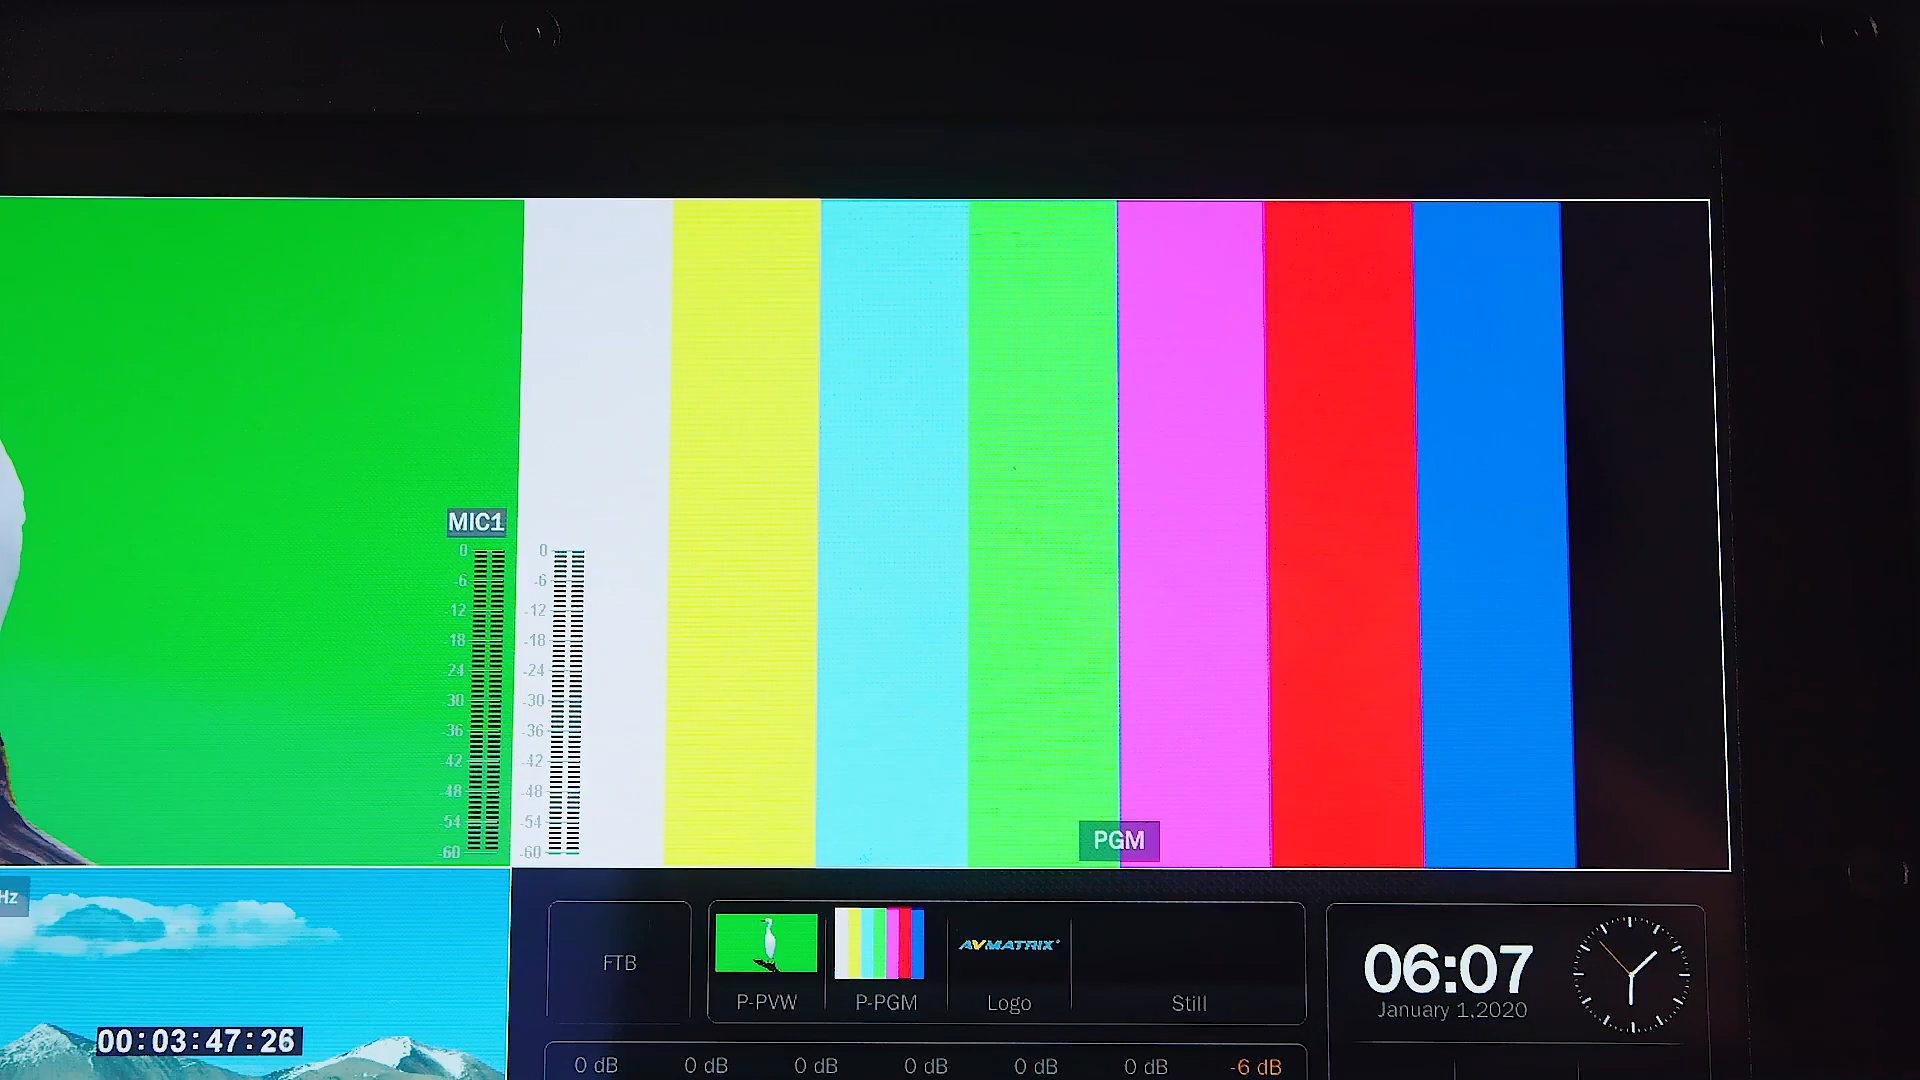 MIC1
0 0
-6 -6
-12 -12
-18 -18
-24 -24
-30 -30
-36 -36
-42 -42
-48 -48
-54 -54
-60 -60
PGM
Hz
00:03:47:26
FTB
P-PVW
P-PGM
AVMATRIX
Logo
Still
06:07
January 1,2020
0 dB 0 dB 0 dB 0 dB 0 dB 0 dB -6 dB